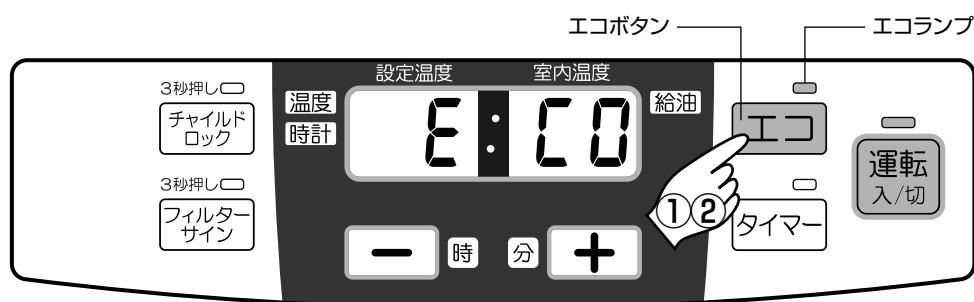 エコボタン
エコランプ
設定温度
室内温度
3秒押し
チャイルド
ロック
温度
時計
E:CO
給油
エコ
運転
入/切
3秒押し
フィルター
サイン
−
時
分
+
①②
タイマー